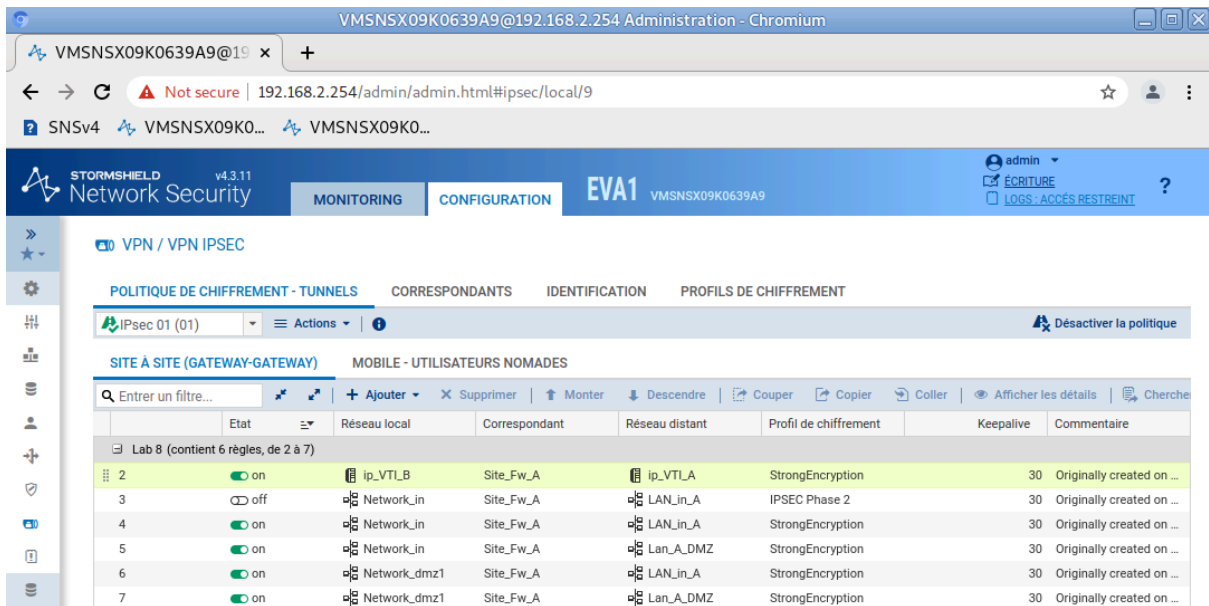 VMSNSX09K0639A9@192.168.2.254 Administration - Chromium
VMSNSX09K0639A9@19
Not secure 192.168.2.254/admin/admin.html#ipsec/local/9
SNSv4 VMSNSX09K0... VMSNSX09K0...
STORMSHIELD v4.3.11
Network Security
MONITORING CONFIGURATION EVA1 VMSNSX09K0639A9
admin
ÉCRITURE
LOGS : ACCÈS RESTREINT
?
VPN / VPN IPSEC
POLITIQUE DE CHIFFREMENT - TUNNELS CORRESPONDANTS IDENTIFICATION PROFILS DE CHIFFREMENT
IPsec 01 (01) Actions Désactiver la politique
SITE À SITE (GATEWAY-GATEWAY) MOBILE - UTILISATEURS NOMADES
Entrer un filtre... + Ajouter Supprimer Monter Descendre Couper Copier Coller Afficher les détails Cherche
Etat Réseau local Correspondant Réseau distant Profil de chiffrement Keepalive Commentaire
Lab 8 (contient 6 règles, de 2 à 7)
2 on ip_VTI_B Site_Fw_A ip_VTI_A StrongEncryption 30 Originally created on ...
3 off Network_in Site_Fw_A LAN_in_A IPSEC Phase 2 30 Originally created on ...
4 on Network_in Site_Fw_A LAN_in_A StrongEncryption 30 Originally created on ...
5 on Network_in Site_Fw_A Lan_A_DMZ StrongEncryption 30 Originally created on ...
6 on Network_dmz1 Site_Fw_A LAN_in_A StrongEncryption 30 Originally created on ...
7 on Network_dmz1 Site_Fw_A Lan_A_DMZ StrongEncryption 30 Originally created on ...